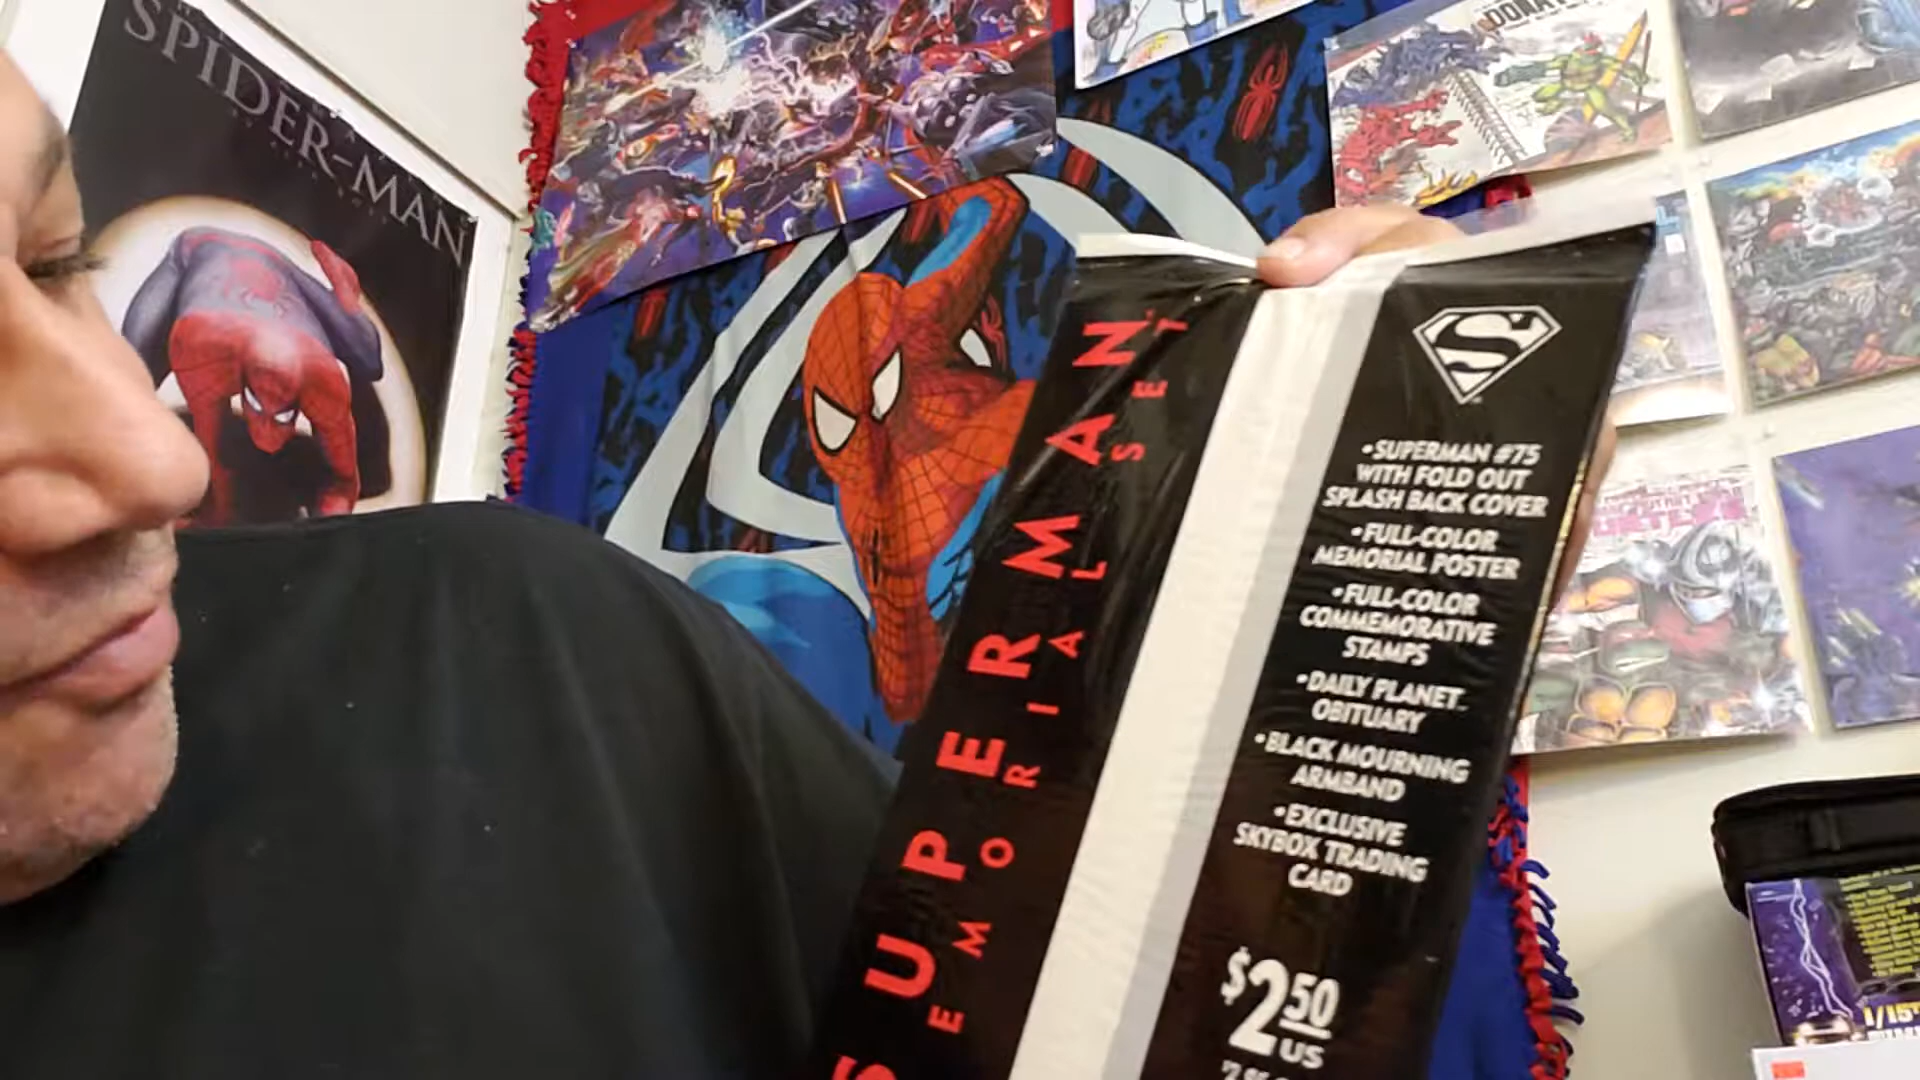 SPIDER-MAN
SUPERMAN
MEMORIAL SET
S
•SUPERMAN #75
WITH FOLD OUT
SPLASH BACK COVER
•FULL-COLOR
MEMORIAL POSTER
•FULL-COLOR
COMMEMORATIVE
STAMPS
•DAILY PLANET™
OBITUARY
•BLACK MOURNING
ARMBAND
•EXCLUSIVE
SKYBOX TRADING
CARD
$2.50
US